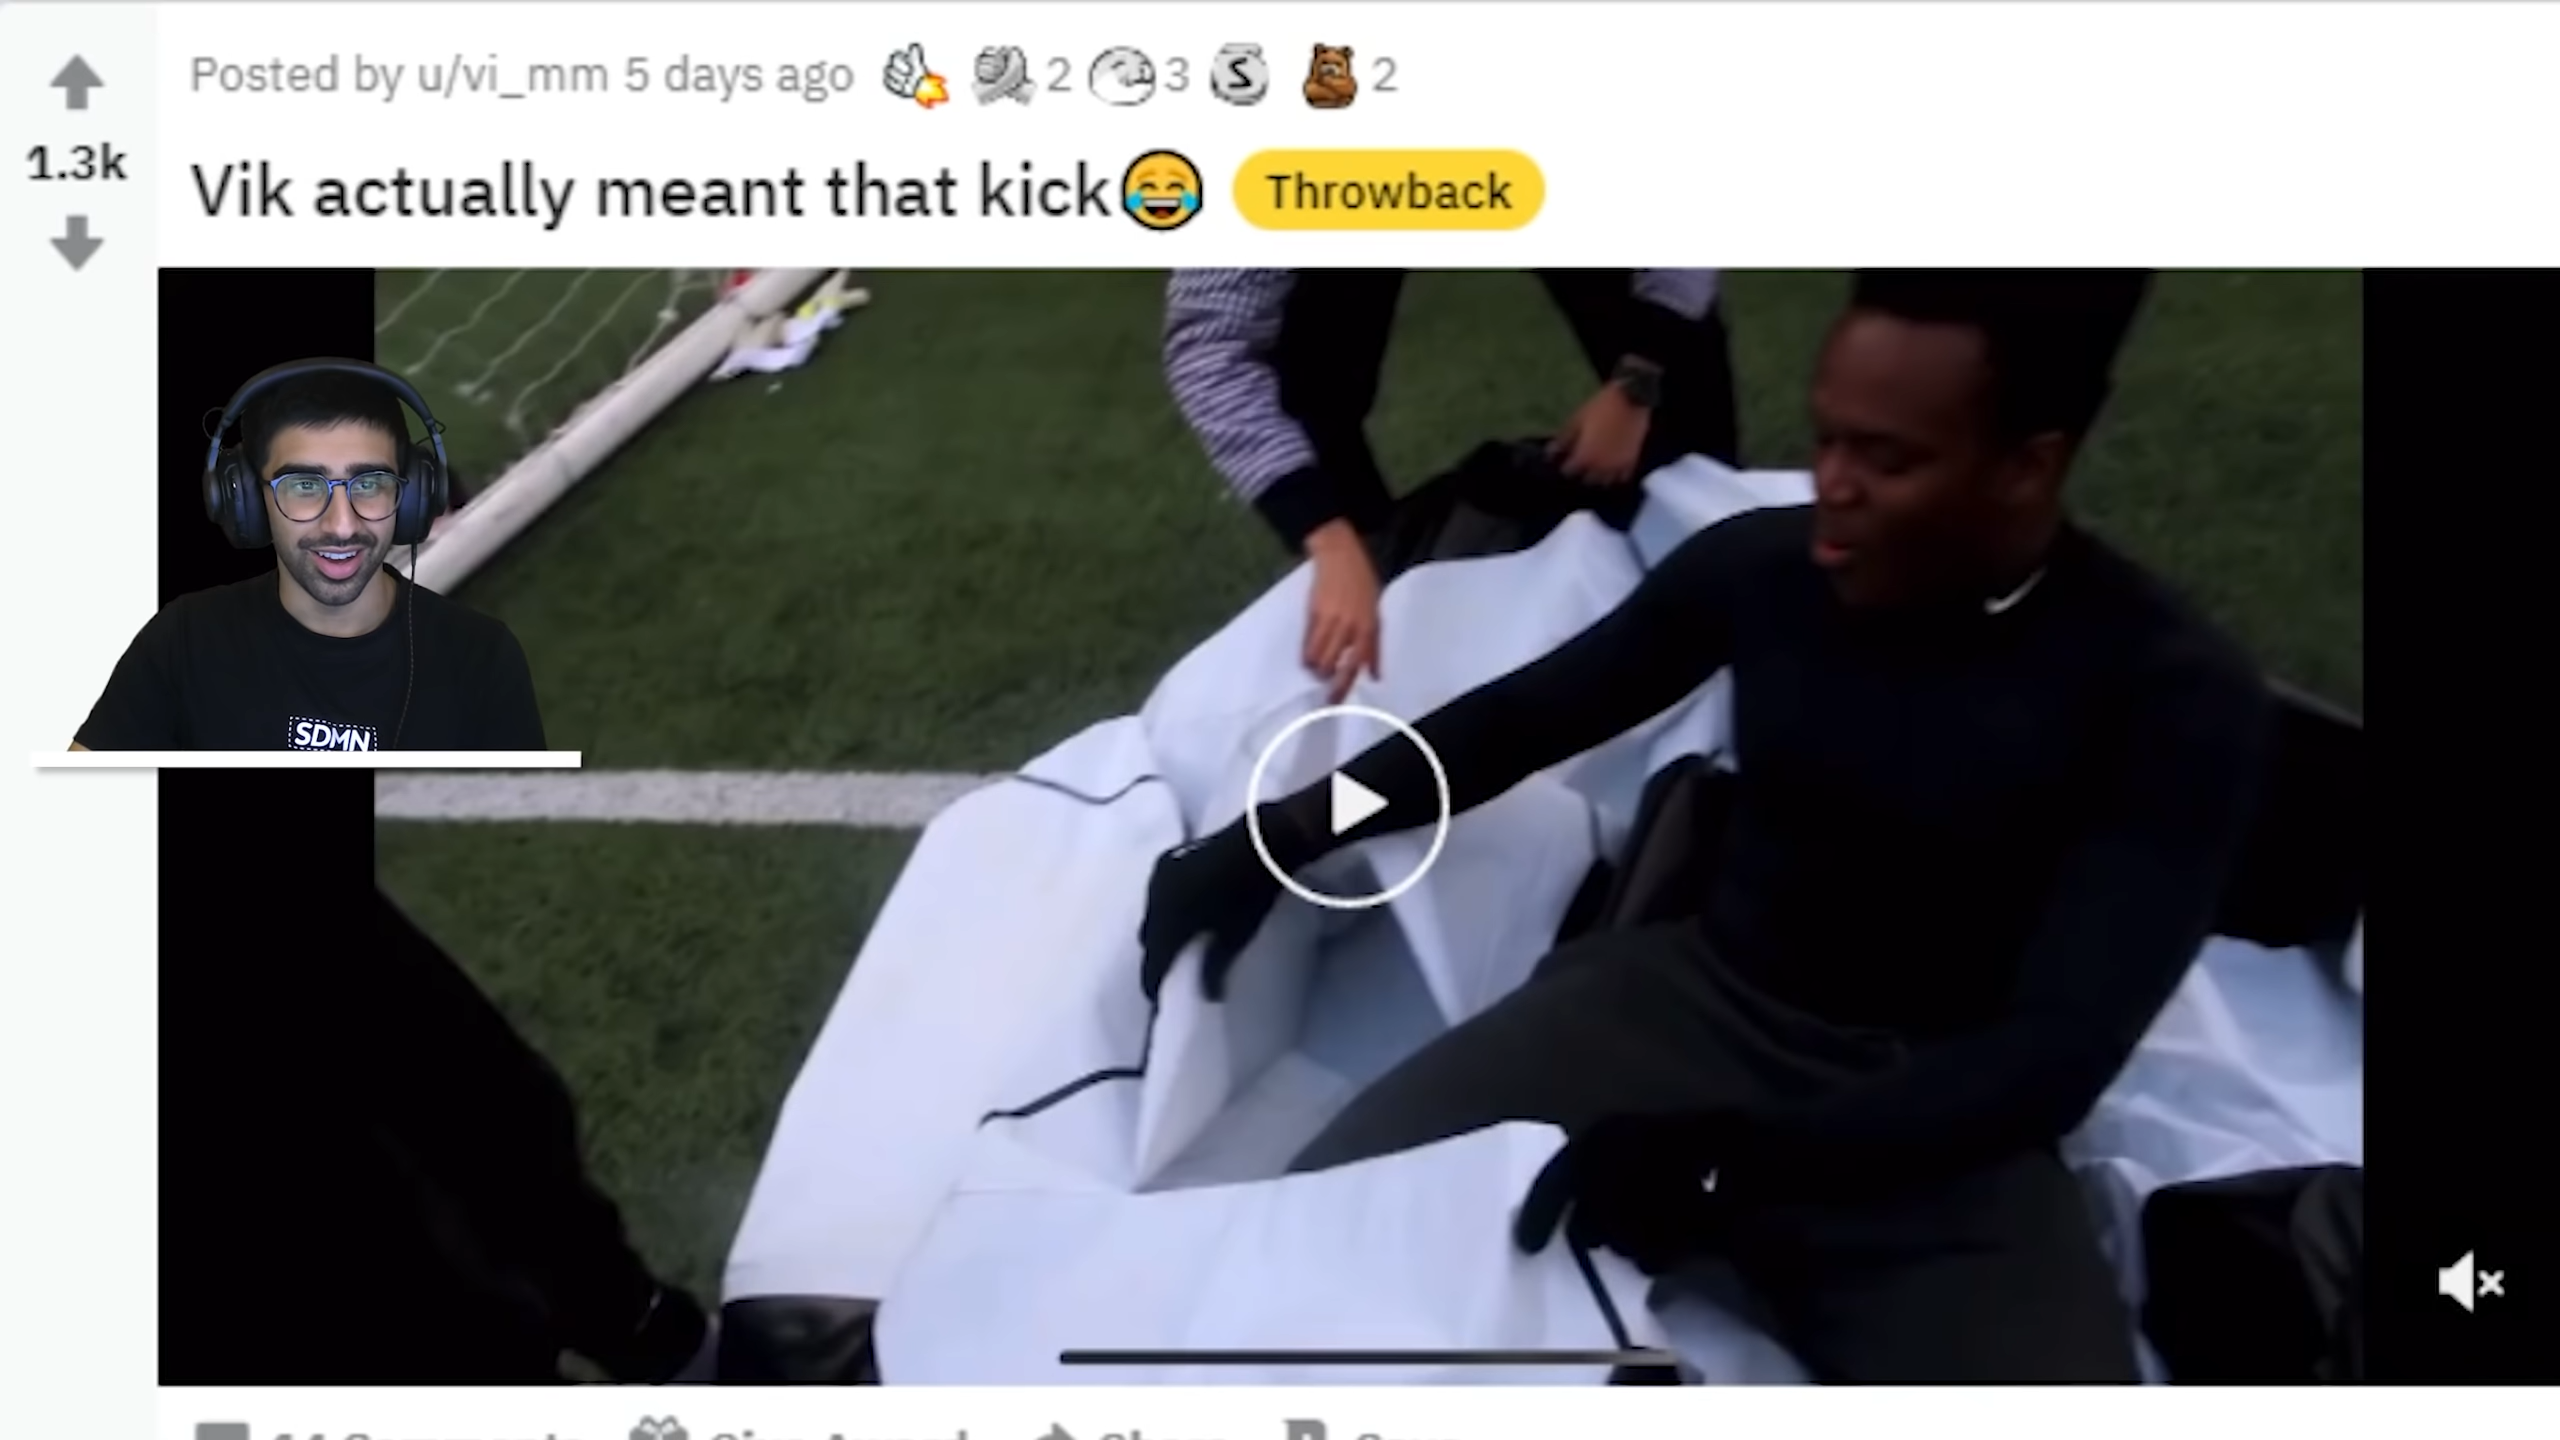 Posted by u/vi_mm 5 days ago 2 3 S 2
1.3k
Vik actually meant that kick😂 Throwback
SDMN